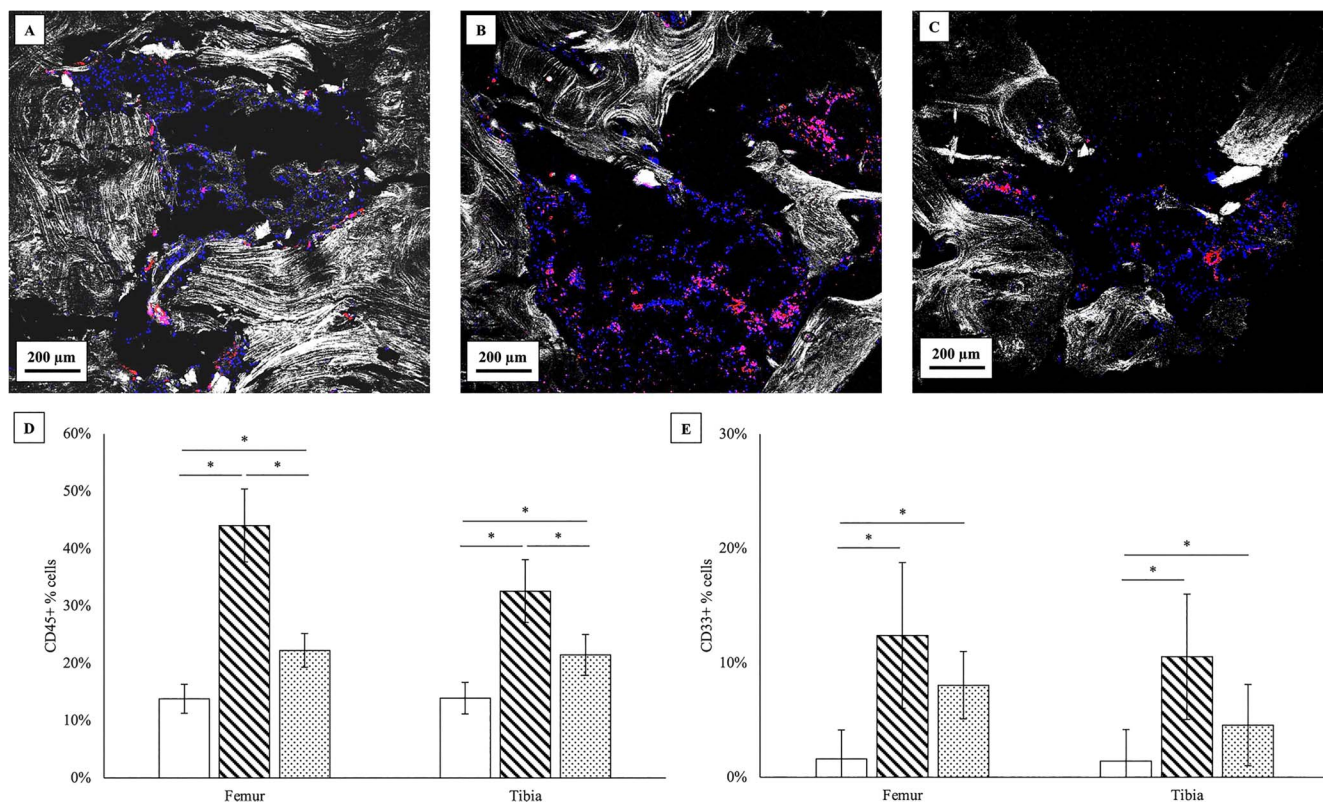 A
B
C
200 µm
200 µm
200 µm
D
E
60%
50%
40%
30%
20%
10%
0%
CD45+ % cells
*
*
*
*
*
*
Femur
Tibia
30%
20%
10%
0%
CD33+ % cells
*
*
*
*
Femur
Tibia